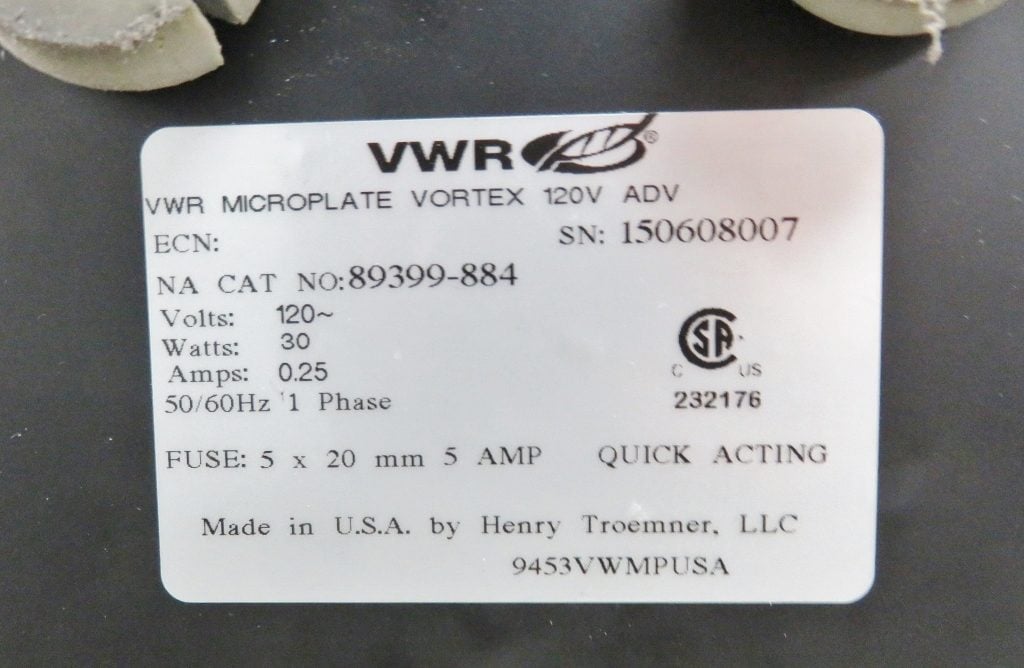 VWR®
VWR MICROPLATE VORTEX 120V ADV
ECN: SN: 150608007
NA CAT NO:89399-884
Volts: 120~
Watts: 30
Amps: 0.25
50/60Hz 1 Phase
CSA
C US
232176
FUSE: 5 x 20 mm 5 AMP QUICK ACTING
Made in U.S.A. by Henry Troemner, LLC
9453VWMPUSA